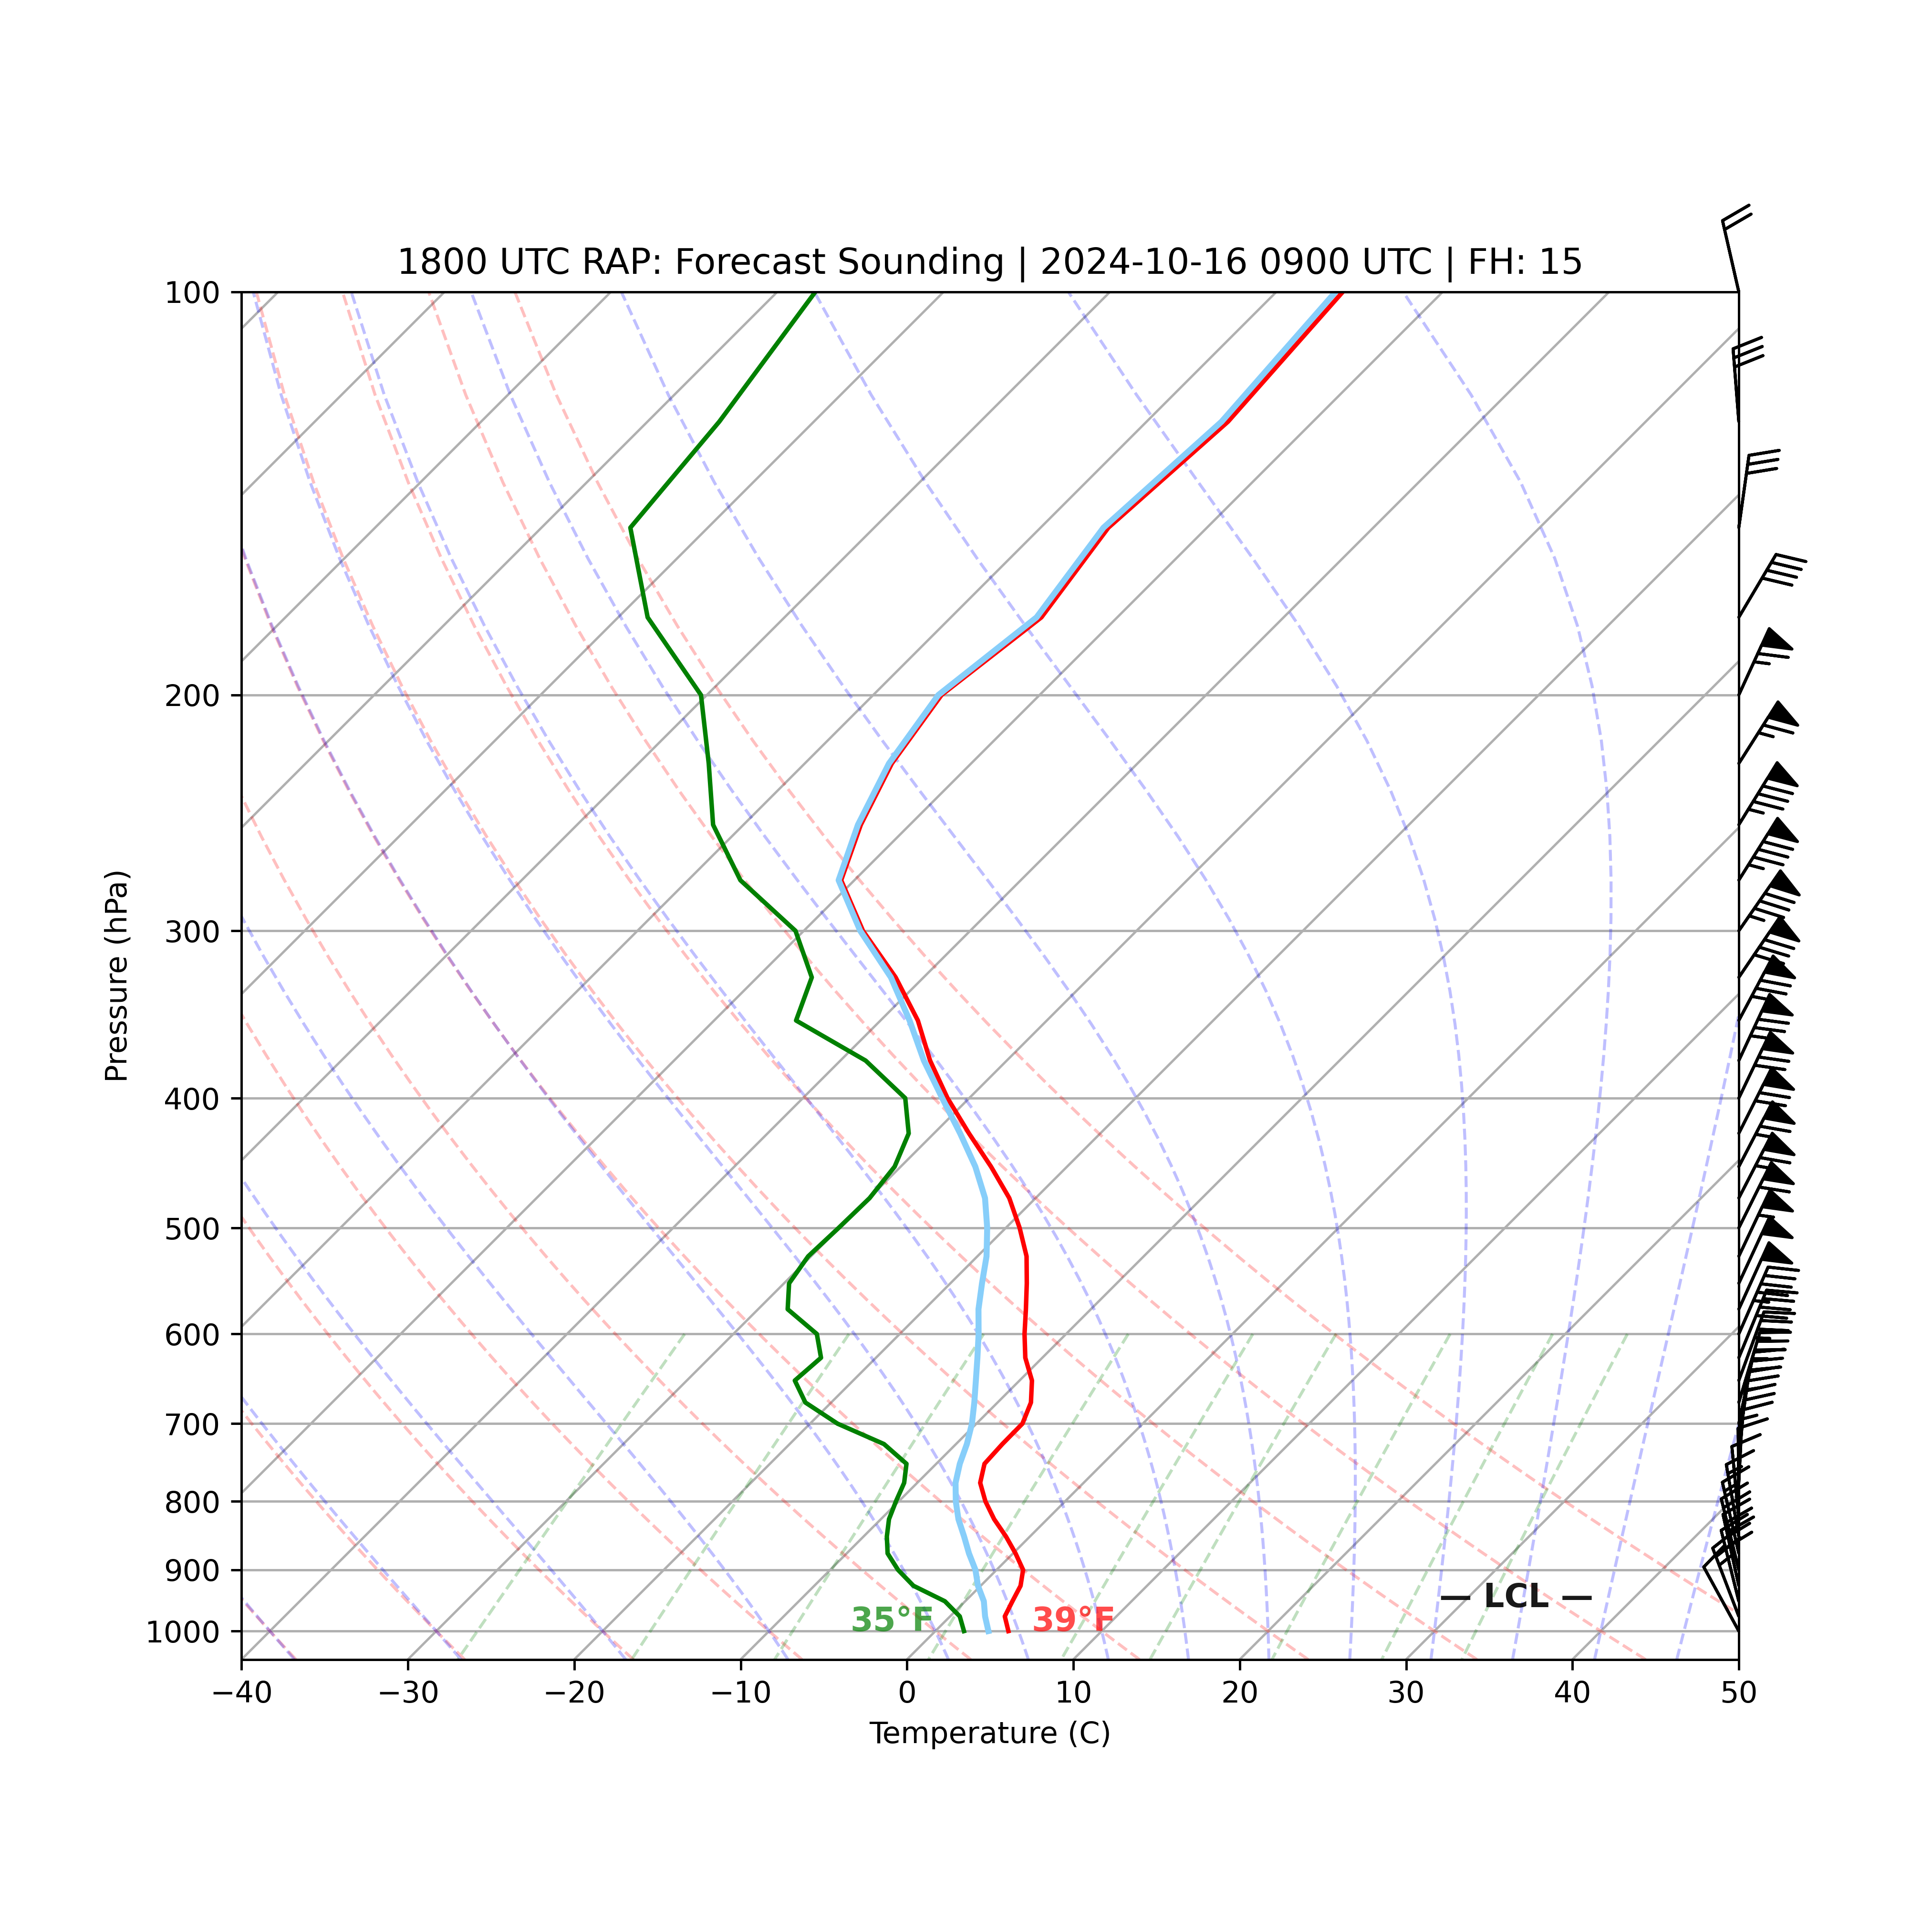 1800 UTC RAP: Forecast Sounding | 2024-10-16 0900 UTC | FH: 15
100
200
300
400
500
600
700
800
900
1000
Pressure (hPa)
35°F
39°F
— LCL —
−40 −30 −20 −10 0 10 20 30 40 50
Temperature (C)